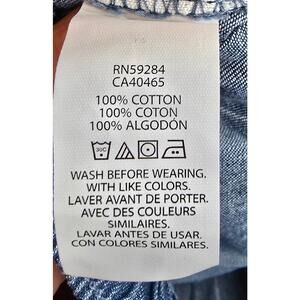 RN59284
CA40465
100% COTTON
100% COTON
100% ALGODÓN
30C
WASH BEFORE WEARING.
WITH LIKE COLORS.
LAVER AVANT DE PORTER.
AVEC DES COULEURS
SIMILAIRES.
LAVAR ANTES DE USAR.
CON COLORES SIMILARES.